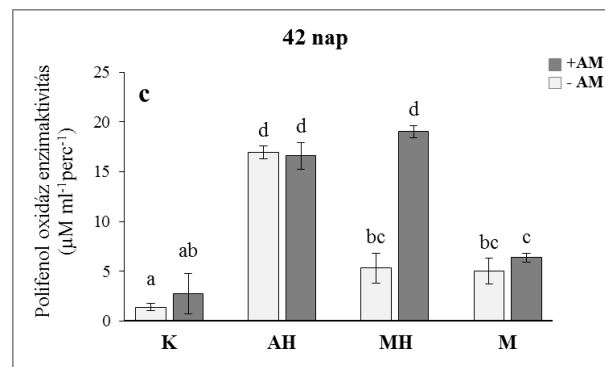 42 nap
+AM
- AM
c
Polifenol oxidáz enzimaktivitás
(µM ml⁻¹perc⁻¹)
25
20
15
10
5
0
a
ab
d
d
bc
d
bc
c
K
AH
MH
M